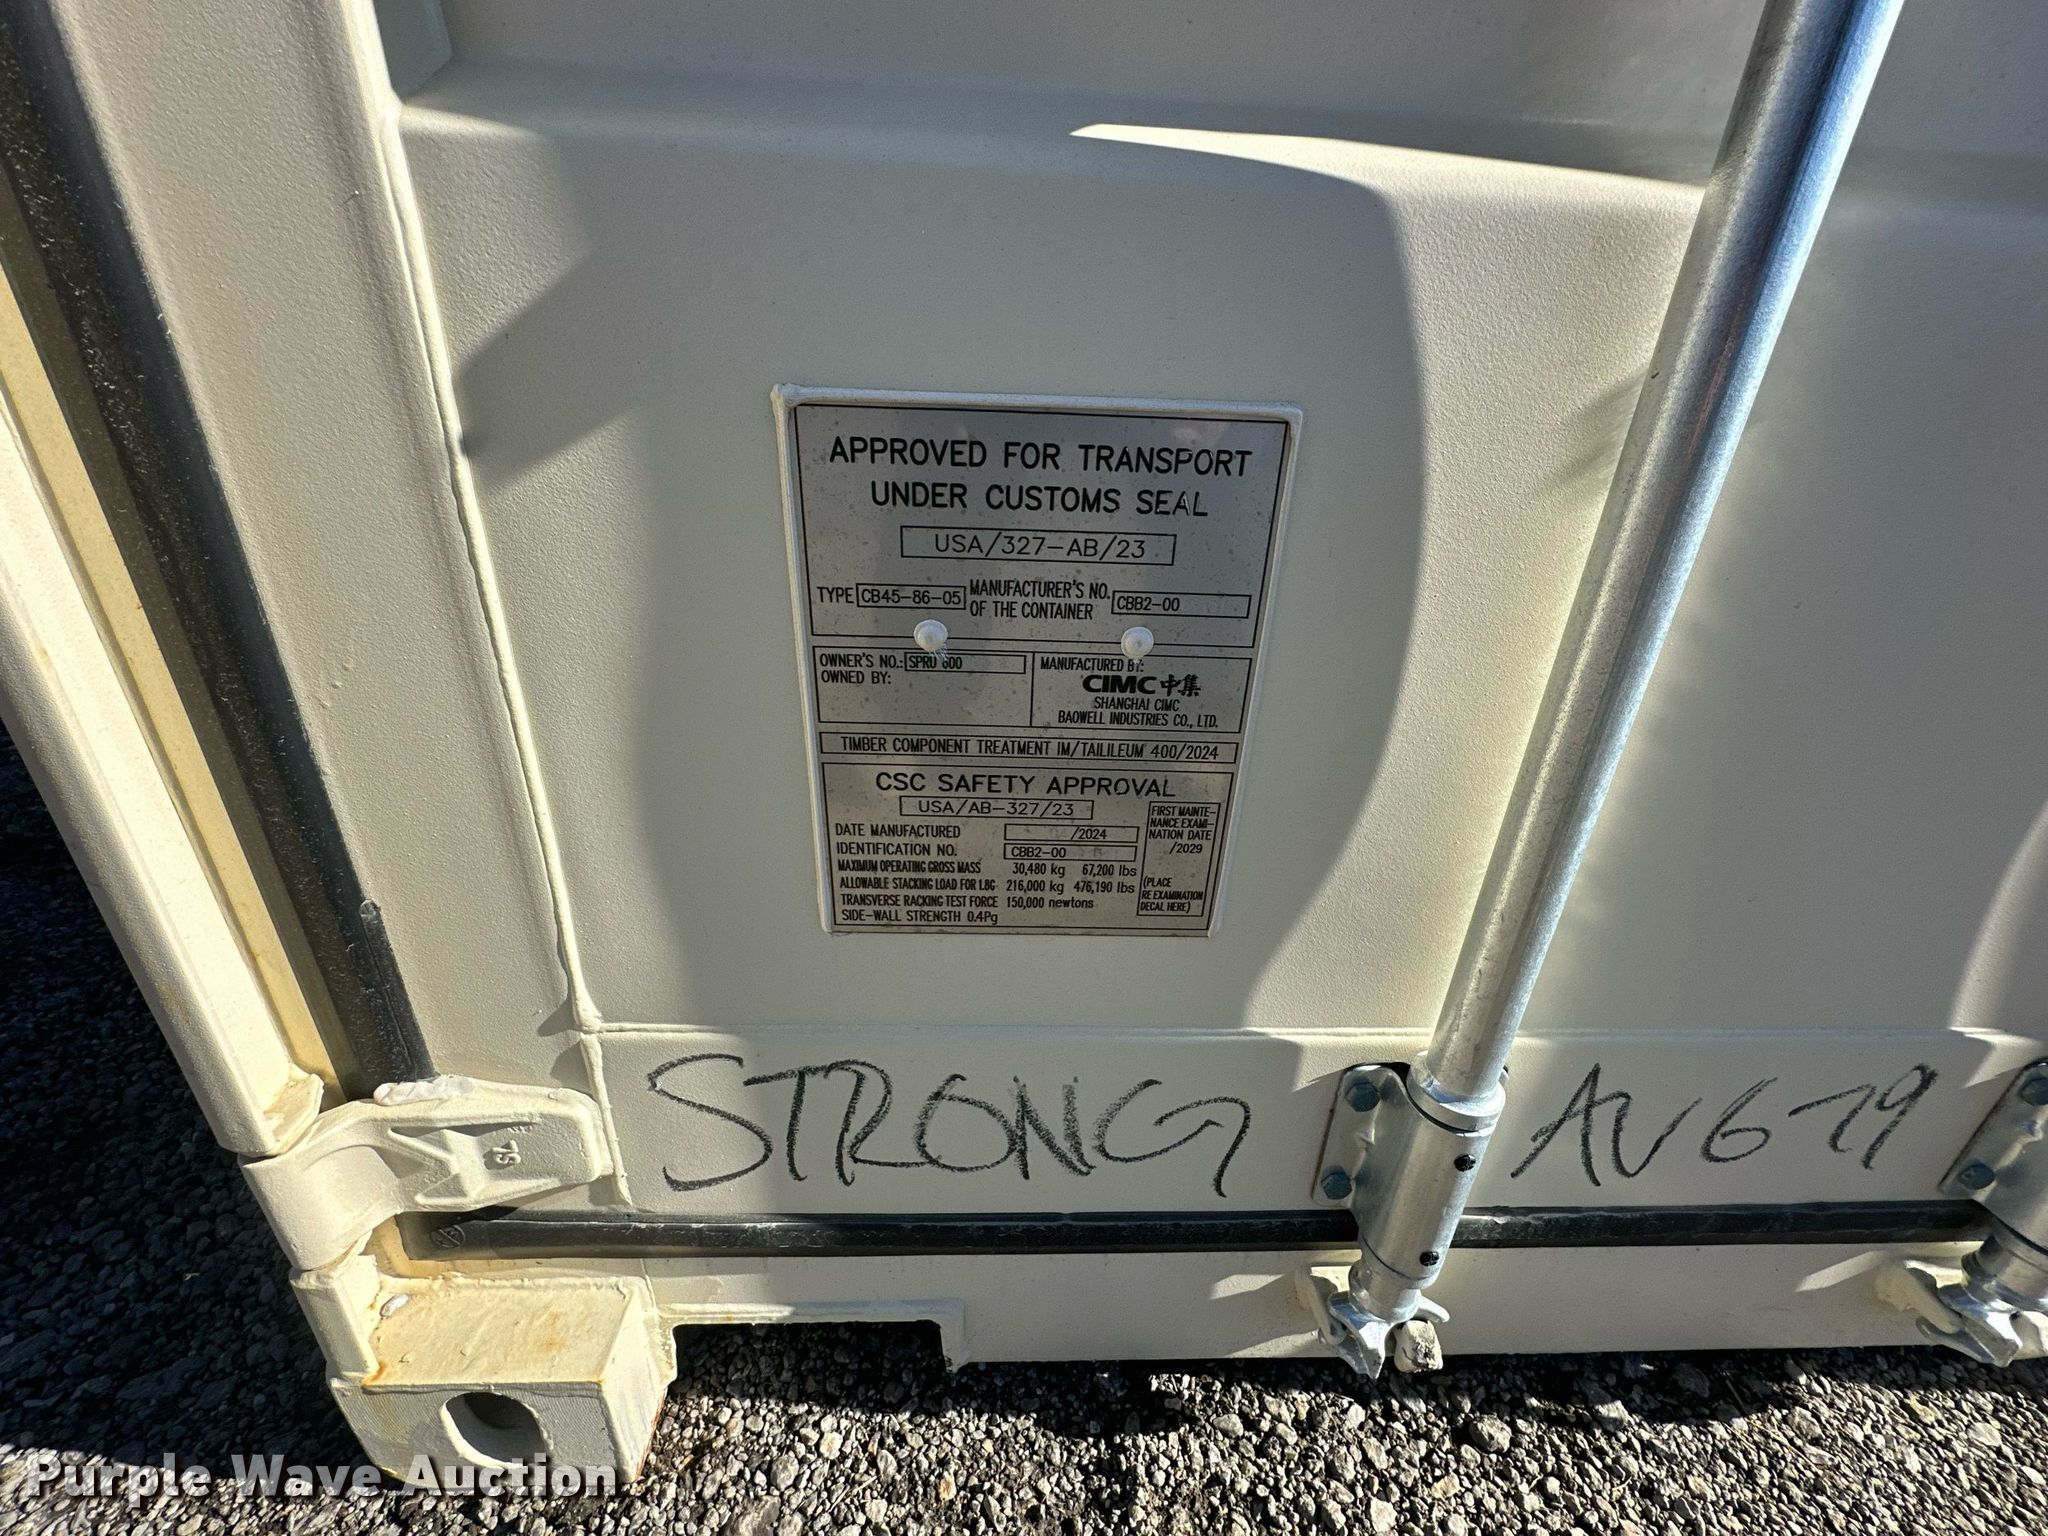 APPROVED FOR TRANSPORT
UNDER CUSTOMS SEAL
USA/327-AB/23
TYPE CB45-86-05 MANUFACTURER'S NO. OF THE CONTAINER CBB2-00
OWNER'S NO.: SPRU 600
OWNED BY:
MANUFACTURED BY:
CIMC 中集
SHANGHAI CIMC
BAOWELL INDUSTRIES CO., LTD.
TIMBER COMPONENT TREATMENT IM/TAILILEUM 400/2024
CSC SAFETY APPROVAL
USA/AB-327/23
DATE MANUFACTURED /2024
IDENTIFICATION NO. CBB2-00
MAXIMUM OPERATING GROSS MASS 30,480 kg 67,200 lbs
ALLOWABLE STACKING LOAD FOR 1.8G 216,000 kg 476,190 lbs
TRANSVERSE RACKING TEST FORCE 150,000 newtons
SIDE-WALL STRENGTH 0.4Pg
FIRST MAINTE-
NANCE EXAMI-
NATION DATE
/2029
(PLACE
RE EXAMINATION
DECAL HERE)
STRONG AV679
Purple Wave Auction